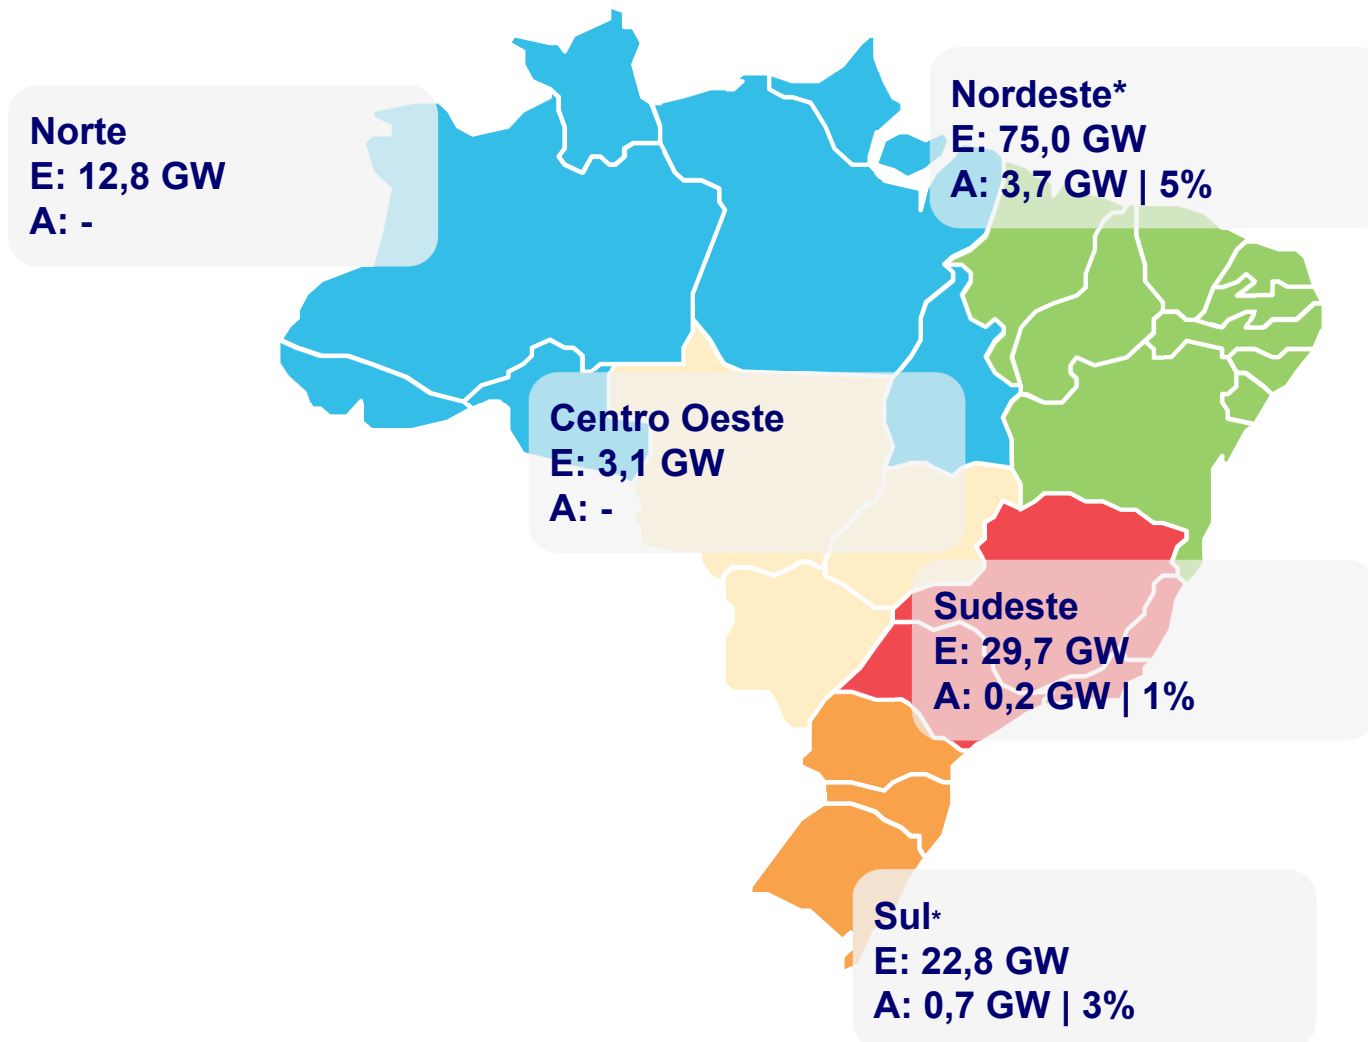 Norte
E: 12,8 GW
A: -
Nordeste*
E: 75,0 GW
A: 3,7 GW | 5%
Centro Oeste
E: 3,1 GW
A: -
Sudeste
E: 29,7 GW
A: 0,2 GW | 1%
Sul*
E: 22,8 GW
A: 0,7 GW | 3%